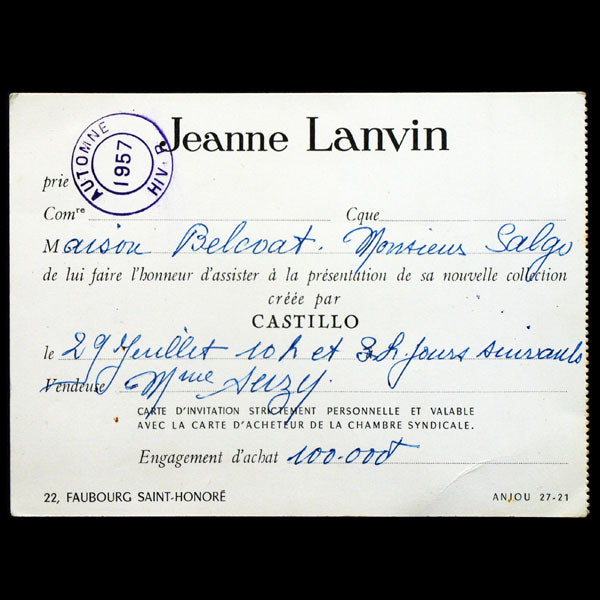 Jeanne Lanvin
AUTOMNE HIVER
1957
prie
Comre Cque
Maison Belcoat. Monsieur Salgo
de lui faire l'honneur d'assister à la présentation de sa nouvelle collection
créée par
CASTILLO
le 29 Juillet 10h et 3h jours suivants
Vendeuse Mme Suzy.
CARTE D'INVITATION STRICTEMENT PERSONNELLE ET VALABLE
AVEC LA CARTE D'ACHETEUR DE LA CHAMBRE SYNDICALE.
Engagement d'achat 100.000
22, FAUBOURG SAINT-HONORÉ ANJOU 27-21